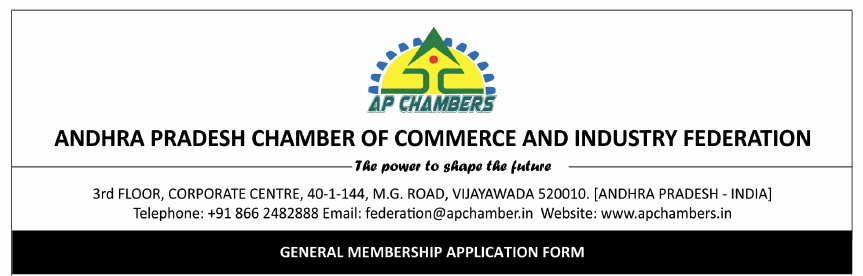 AP CHAMBERS
ANDHRA PRADESH CHAMBER OF COMMERCE AND INDUSTRY FEDERATION
The power to shape the future
3rd FLOOR, CORPORATE CENTRE, 40-1-144, M.G. ROAD, VIJAYAWADA 520010. [ANDHRA PRADESH - INDIA]
Telephone: +91 866 2482888 Email: federation@apchamber.in Website: www.apchambers.in
GENERAL MEMBERSHIP APPLICATION FORM